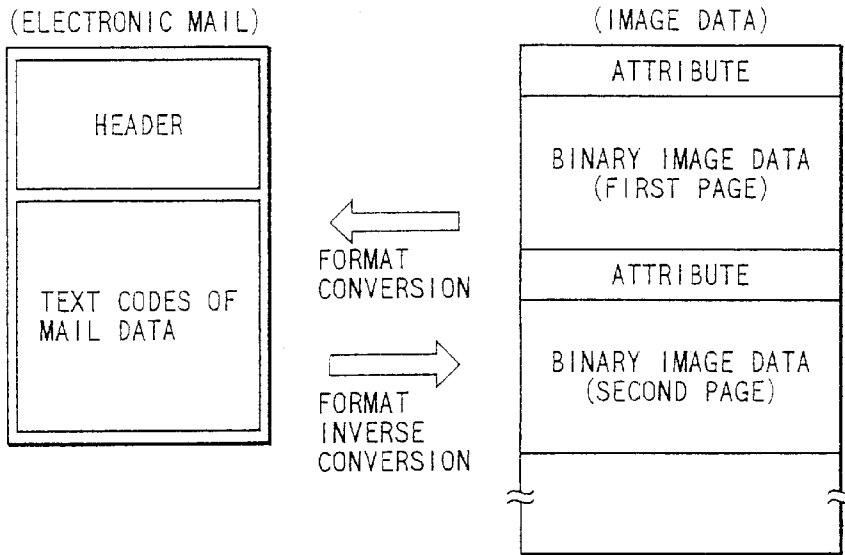 (ELECTRONIC MAIL)
HEADER
TEXT CODES OF
MAIL DATA
FORMAT
CONVERSION
FORMAT
INVERSE
CONVERSION
(IMAGE DATA)
ATTRIBUTE
BINARY IMAGE DATA
(FIRST PAGE)
ATTRIBUTE
BINARY IMAGE DATA
(SECOND PAGE)